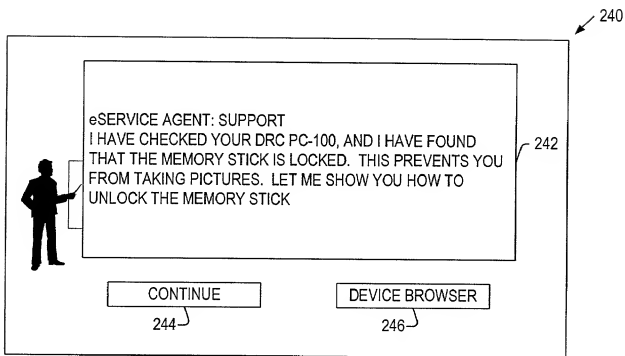 240
eSERVICE AGENT: SUPPORT
I HAVE CHECKED YOUR DRC PC-100, AND I HAVE FOUND
THAT THE MEMORY STICK IS LOCKED. THIS PREVENTS YOU
FROM TAKING PICTURES. LET ME SHOW YOU HOW TO
UNLOCK THE MEMORY STICK
242
CONTINUE
DEVICE BROWSER
244
246